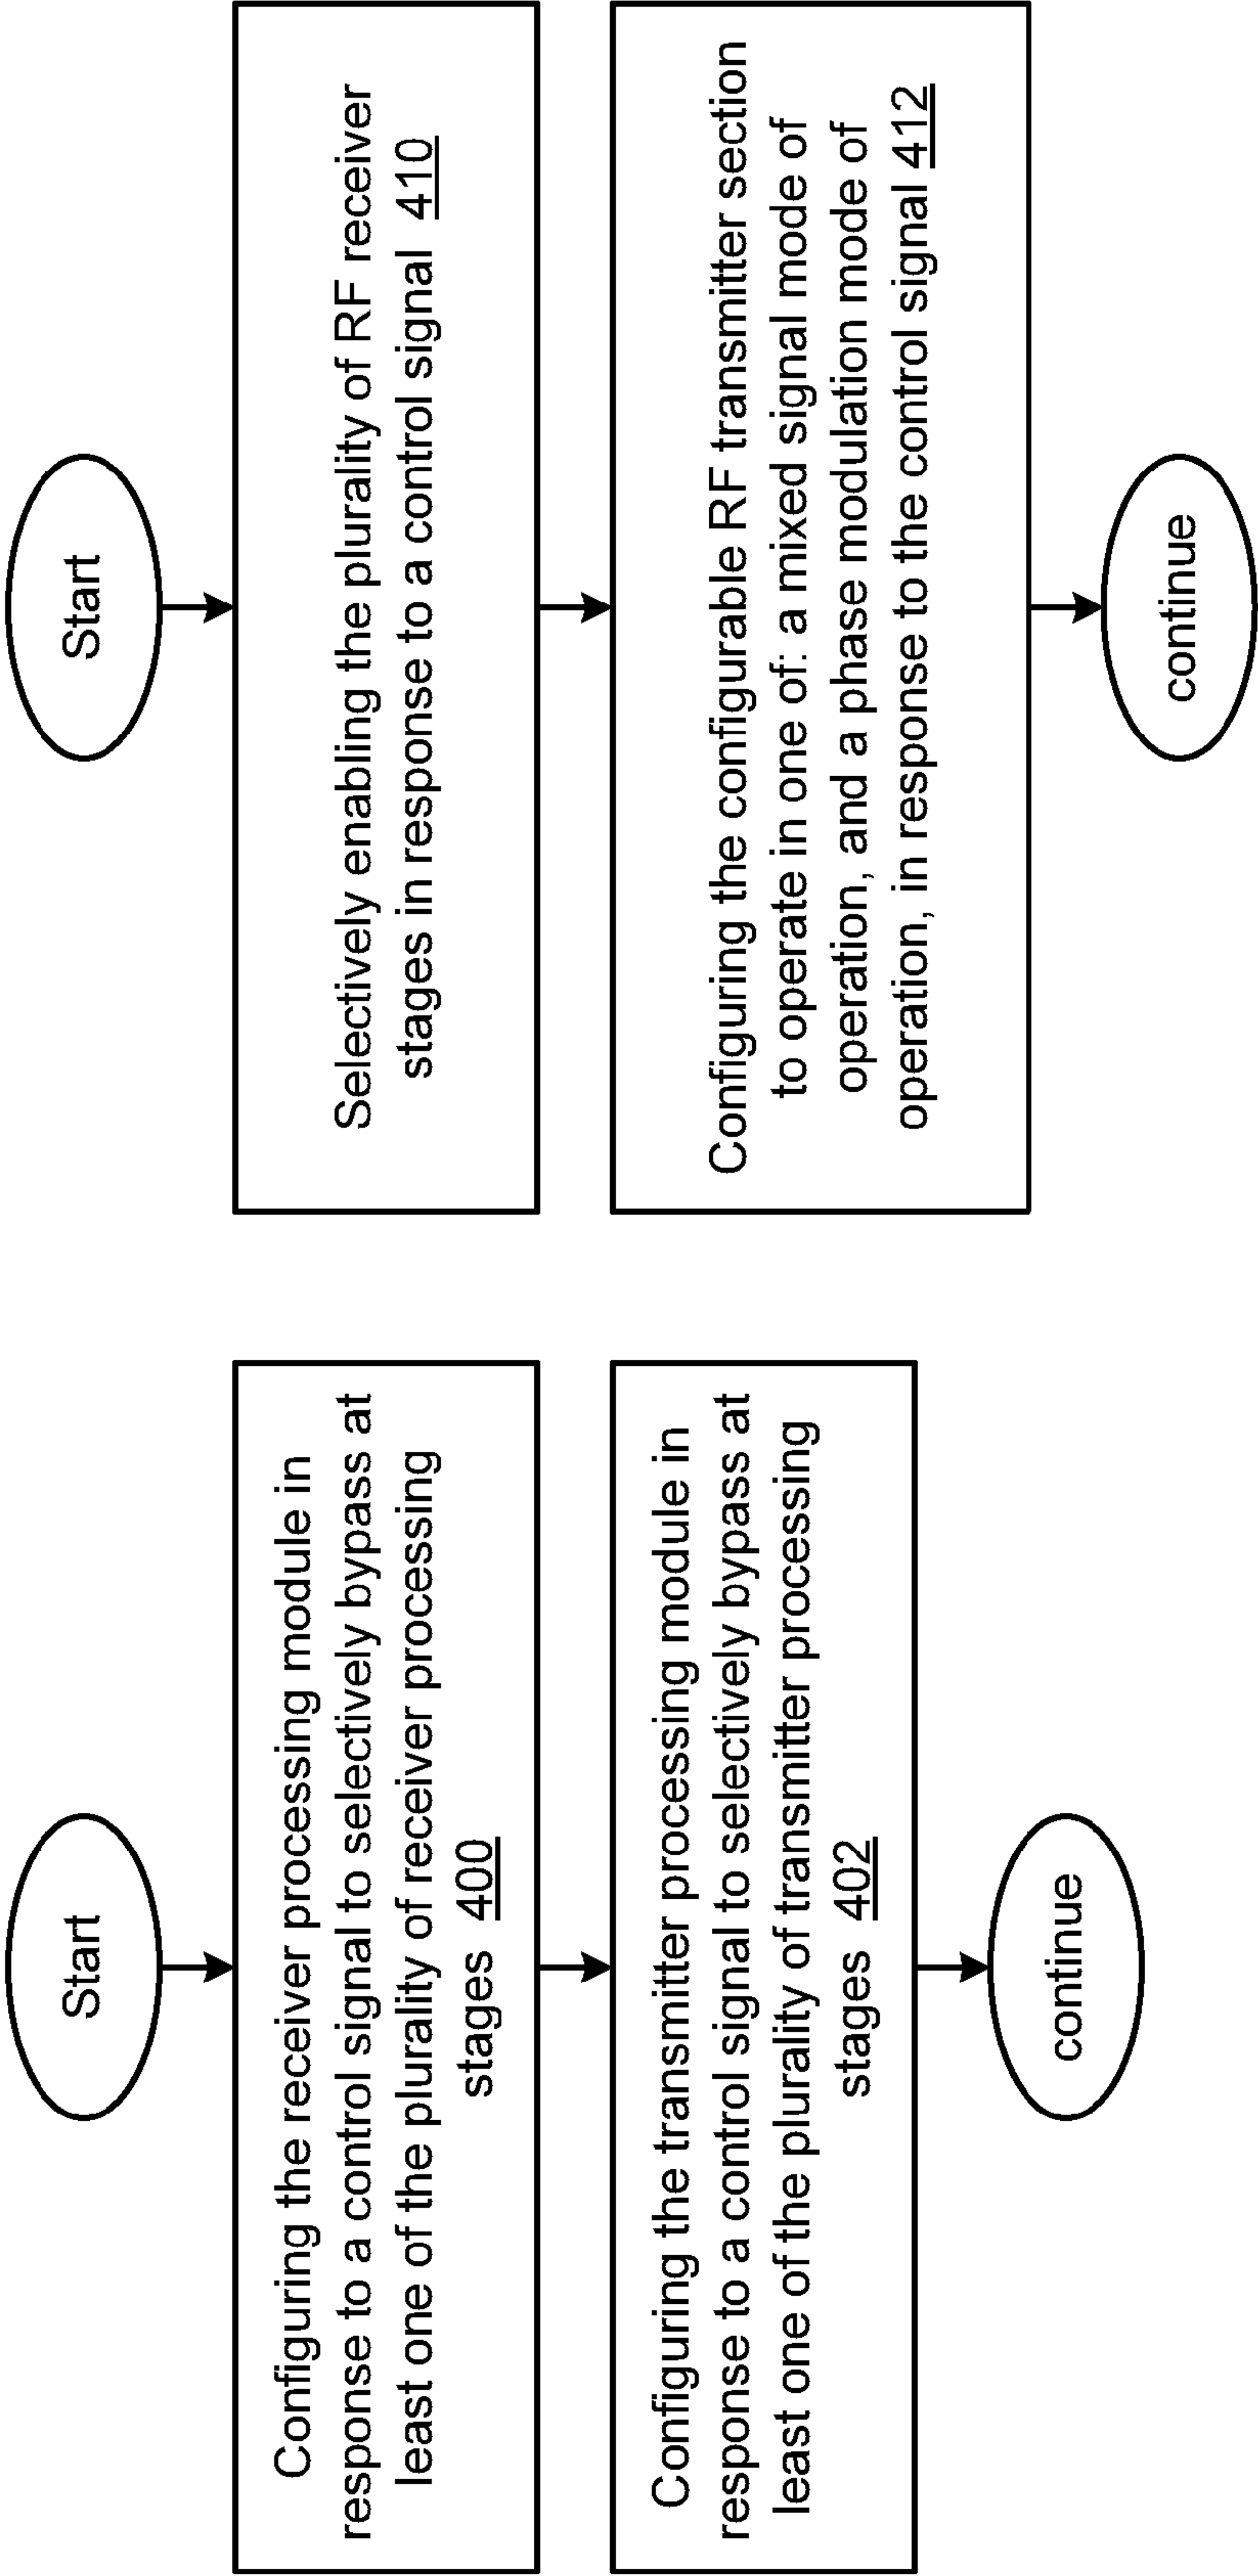 Start
Configuring the receiver processing module in
response to a control signal to selectively bypass at
least one of the plurality of receiver processing
stages 400
Configuring the transmitter processing module in
response to a control signal to selectively bypass at
least one of the plurality of transmitter processing
stages 402
continue
Start
Selectively enabling the plurality of RF receiver
stages in response to a control signal 410
Configuring the configurable RF transmitter section
to operate in one of: a mixed signal mode of
operation, and a phase modulation mode of
operation, in response to the control signal 412
continue